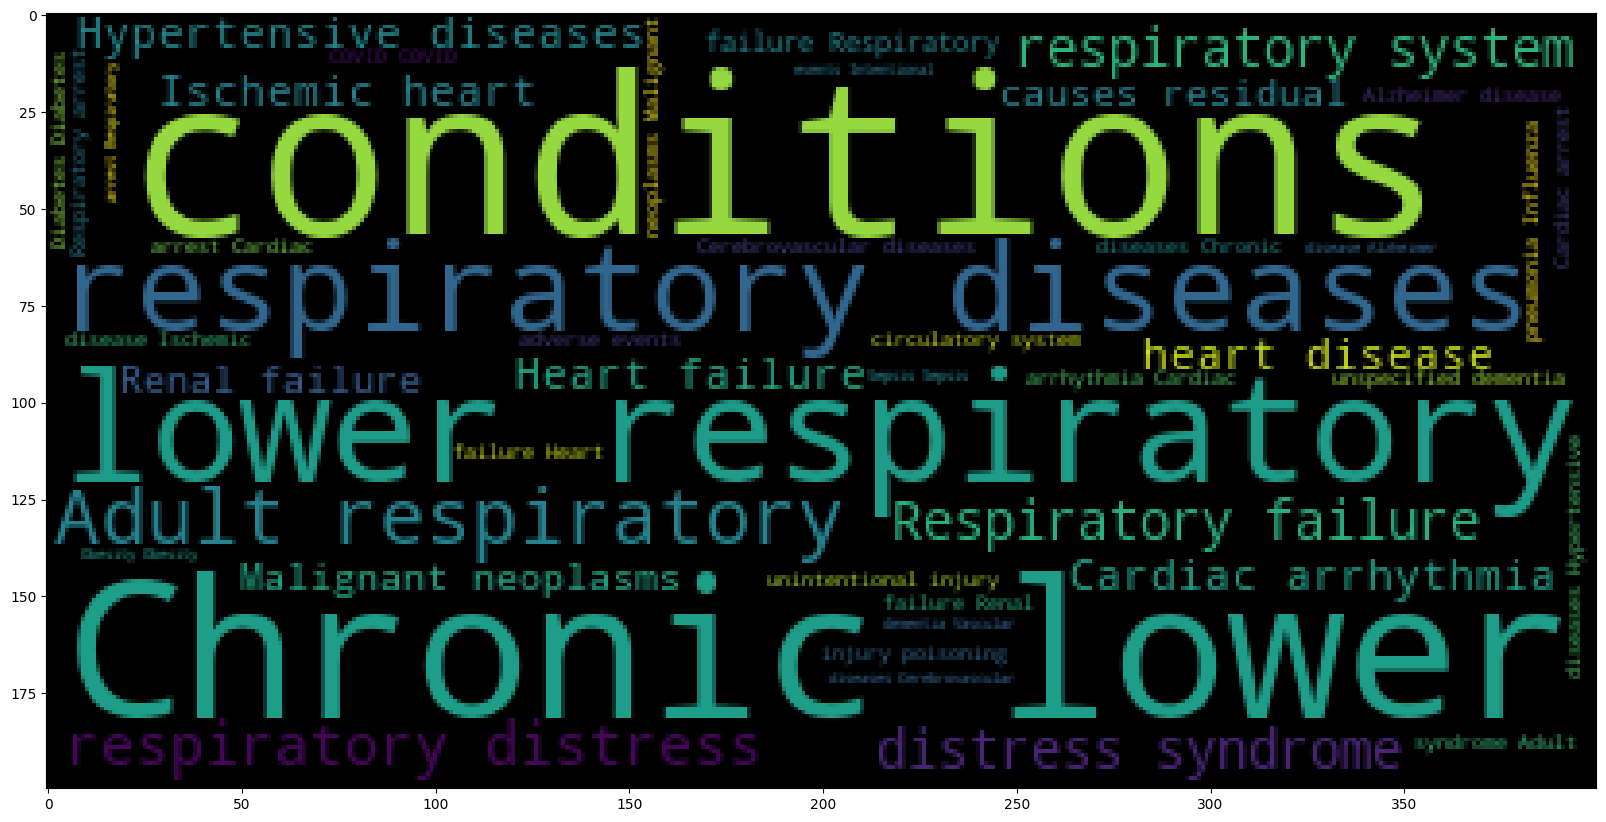 0
25
50
75
100
125
150
175
Hypertensive diseases
COVID COVID
failure Respiratory
respiratory system
events Intentional
Ischemic heart
causes residual
Alzheimer disease
Diabetes Diabetes
Respiratory arrest
arrest Respiratory
neoplasms Malignant
conditions
pneumonia Influenza
Cardiac arrest
arrest Cardiac
Cerebrovascular diseases
diseases Chronic
disease Alzheimer
respiratory diseases
disease Ischemic
adverse events
circulatory system
heart disease
Renal failure
Heart failure
sepsis sepsis
arrhythmia Cardiac
unspecified dementia
lower respiratory
failure Heart
Adult respiratory
Respiratory failure
diseases Hypertensive
Obesity Obesity
Malignant neoplasms
unintentional injury
Cardiac arrhythmia
failure Renal
dementia Vascular
injury poisoning
diseases Cerebrovascular
Chronic lower
respiratory distress
distress syndrome
syndrome Adult
0 50 100 150 200 250 300 350